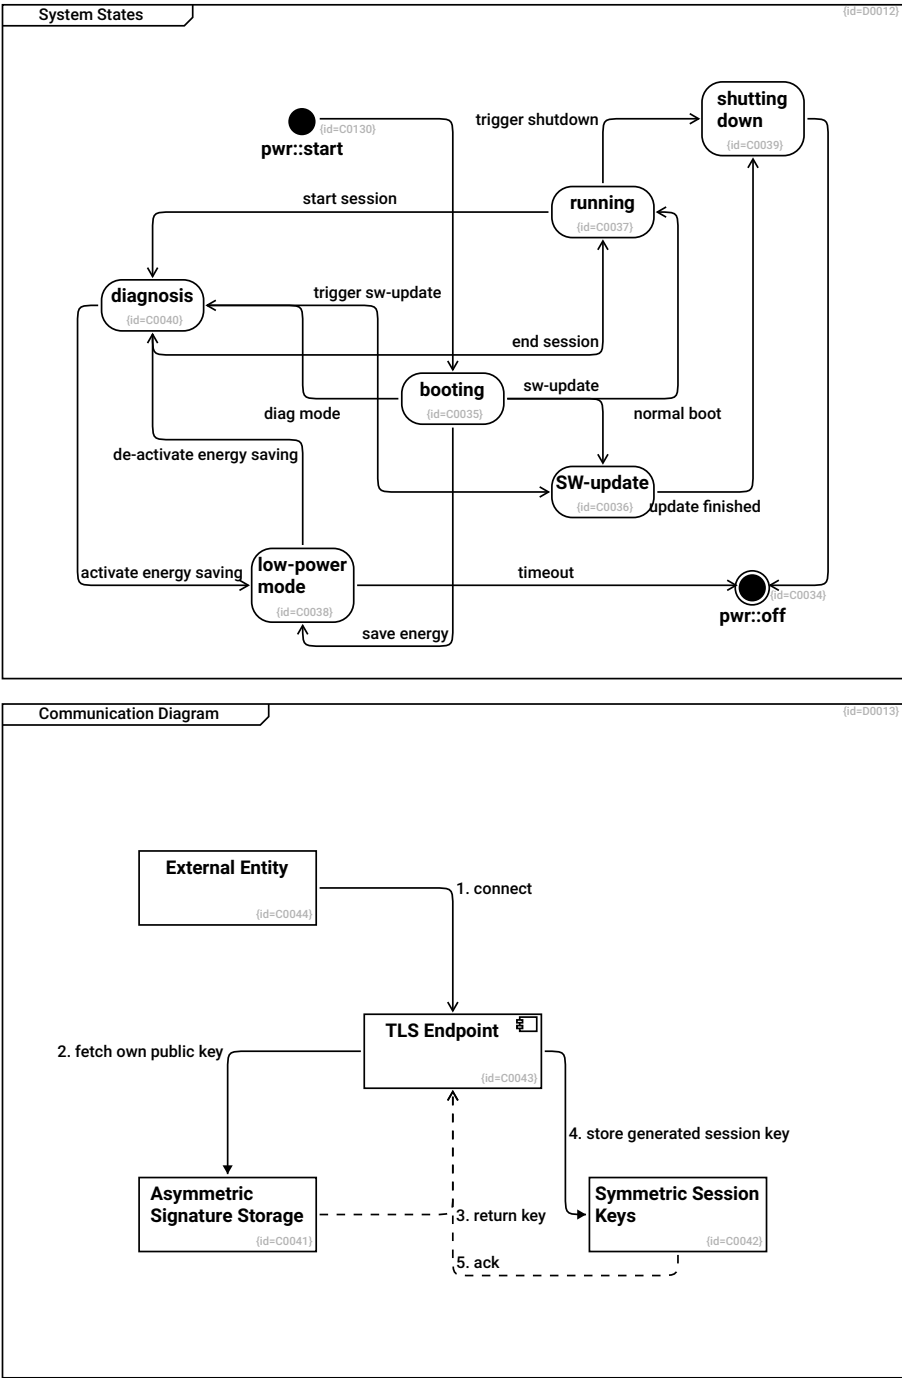 System States
{id=D0012}
shutting
down
{id=C0039}
trigger shutdown
{id=C0130}
pwr::start
start session
running
{id=C0037}
diagnosis
{id=C0040}
trigger sw-update
end session
booting
{id=C0035}
sw-update
diag mode
normal boot
de-activate energy saving
SW-update
{id=C0036}
update finished
low-power
mode
{id=C0038}
activate energy saving
timeout
{id=C0034}
pwr::off
save energy
Communication Diagram
{id=D0013}
External Entity
{id=C0044}
1. connect
TLS Endpoint
{id=C0043}
2. fetch own public key
4. store generated session key
Asymmetric
Signature Storage
{id=C0041}
3. return key
Symmetric Session
Keys
{id=C0042}
5. ack